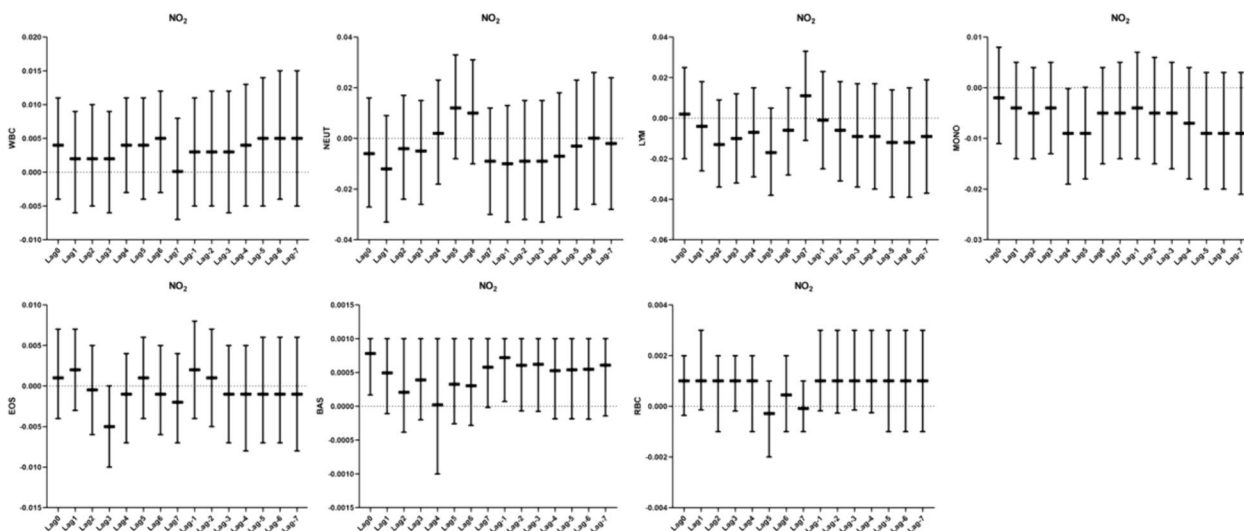 NO2
WBC
0.020
0.015
0.010
0.005
0.000
-0.005
-0.010
Lag0 Lag1 Lag2 Lag3 Lag4 Lag5 Lag6 Lag7 Lag-1 Lag-2 Lag-3 Lag-4 Lag-5 Lag-6 Lag-7
NO2
NEUT
0.04
0.02
0.00
-0.02
-0.04
Lag0 Lag1 Lag2 Lag3 Lag4 Lag5 Lag6 Lag7 Lag-1 Lag-2 Lag-3 Lag-4 Lag-5 Lag-6 Lag-7
NO2
LYM
0.04
0.02
0.00
-0.02
-0.04
-0.06
Lag0 Lag1 Lag2 Lag3 Lag4 Lag5 Lag6 Lag7 Lag-1 Lag-2 Lag-3 Lag-4 Lag-5 Lag-6 Lag-7
NO2
MONO
0.01
0.00
-0.01
-0.02
-0.03
Lag0 Lag1 Lag2 Lag3 Lag4 Lag5 Lag6 Lag7 Lag-1 Lag-2 Lag-3 Lag-4 Lag-5 Lag-6 Lag-7
NO2
EOS
0.010
0.005
0.000
-0.005
-0.010
-0.015
Lag0 Lag1 Lag2 Lag3 Lag4 Lag5 Lag6 Lag7 Lag-1 Lag-2 Lag-3 Lag-4 Lag-5 Lag-6 Lag-7
NO2
BAS
0.0015
0.0010
0.0005
0.0000
-0.0005
-0.0010
-0.0015
Lag0 Lag1 Lag2 Lag3 Lag4 Lag5 Lag6 Lag7 Lag-1 Lag-2 Lag-3 Lag-4 Lag-5 Lag-6 Lag-7
NO2
RBC
0.004
0.002
0.000
-0.002
-0.004
Lag0 Lag1 Lag2 Lag3 Lag4 Lag5 Lag6 Lag7 Lag-1 Lag-2 Lag-3 Lag-4 Lag-5 Lag-6 Lag-7